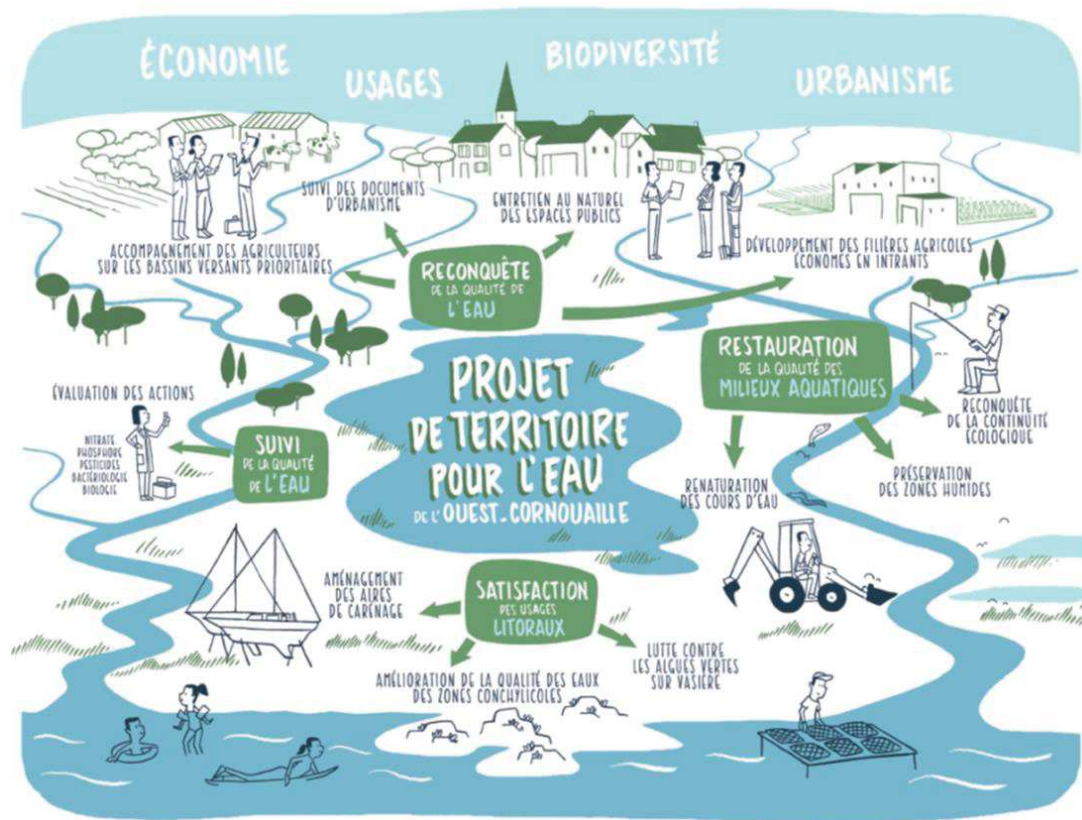 ÉCONOMIE
USAGES
BIODIVERSITÉ
URBANISME
SUIVI DES DOCUMENTS
D'URBANISME
ENTRETIEN AU NATUREL
DES ESPACES PUBLICS
ACCOMPAGNEMENT DES AGRICULTEURS
SUR LES BASSINS VERSANTS PRIORITAIRES
DÉVELOPPEMENT DES FILIÈRES AGRICOLES
ÉCONOMES EN INTRANTS
RECONQUÊTE
DE LA QUALITÉ DE
L'EAU
RESTAURATION
DE LA QUALITÉ DES
MILIEUX AQUATIQUES
PROJET
DE TERRITOIRE
POUR L'EAU
DE L'OUEST-CORNOUAILLE
ÉVALUATION DES ACTIONS
NITRATE
PHOSPHORE
PESTICIDES
BACTÉRIOLOGIE
BIOLOGIE
SUIVI
DE LA QUALITÉ
DE L'EAU
RECONQUÊTE
DE LA CONTINUITÉ
ÉCOLOGIQUE
RENATURATION
DES COURS D'EAU
PRÉSERVATION
DES ZONES HUMIDES
AMÉNAGEMENT
DES AIRES
DE CARÉNAGE
SATISFACTION
DES USAGES
LITORAUX
LUTTE CONTRE
LES ALGUES VERTES
SUR VASIÈRE
AMÉLIORATION DE LA QUALITÉ DES EAUX
DES ZONES CONCHYLICOLES